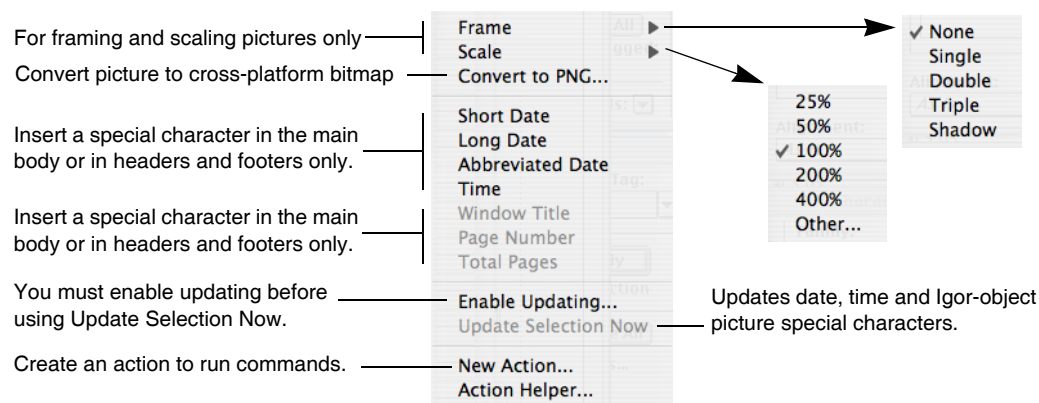 For framing and scaling pictures only
Convert picture to cross-platform bitmap
Insert a special character in the main
body or in headers and footers only.
Insert a special character in the main
body or in headers and footers only.
You must enable updating before
using Update Selection Now.
Create an action to run commands.
Frame
Scale
Convert to PNG...
Short Date
Long Date
Abbreviated Date
Time
Window Title
Page Number
Total Pages
Enable Updating...
Update Selection Now
New Action...
Action Helper...
25%
50%
✓ 100%
200%
400%
Other...
✓ None
Single
Double
Triple
Shadow
Updates date, time and Igor-object
picture special characters.